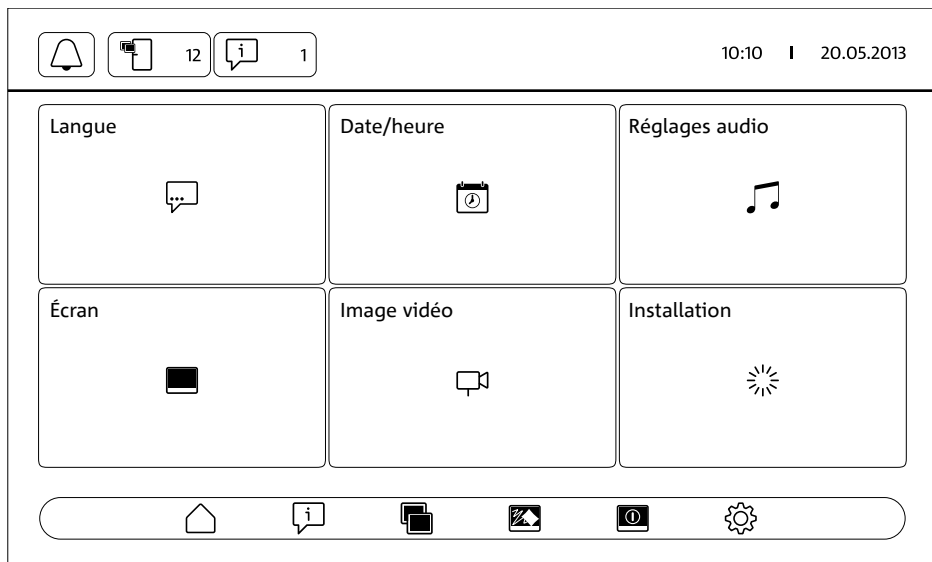 12
1
10:10 I 20.05.2013
Langue
Date/heure
Réglages audio
Écran
Image vidéo
Installation